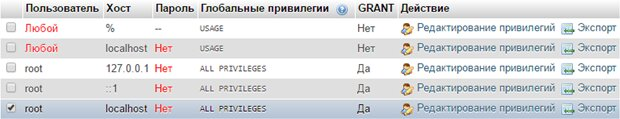 Пользователь Хост Пароль Глобальные привилегии GRANT Действие
Любой % -- USAGE Нет Редактирование привилегий Экспорт
Любой localhost Нет USAGE Нет Редактирование привилегий Экспорт
root 127.0.0.1 Нет ALL PRIVILEGES Да Редактирование привилегий Экспорт
root ::1 Нет ALL PRIVILEGES Да Редактирование привилегий Экспорт
root localhost Нет ALL PRIVILEGES Да Редактирование привилегий Экспорт